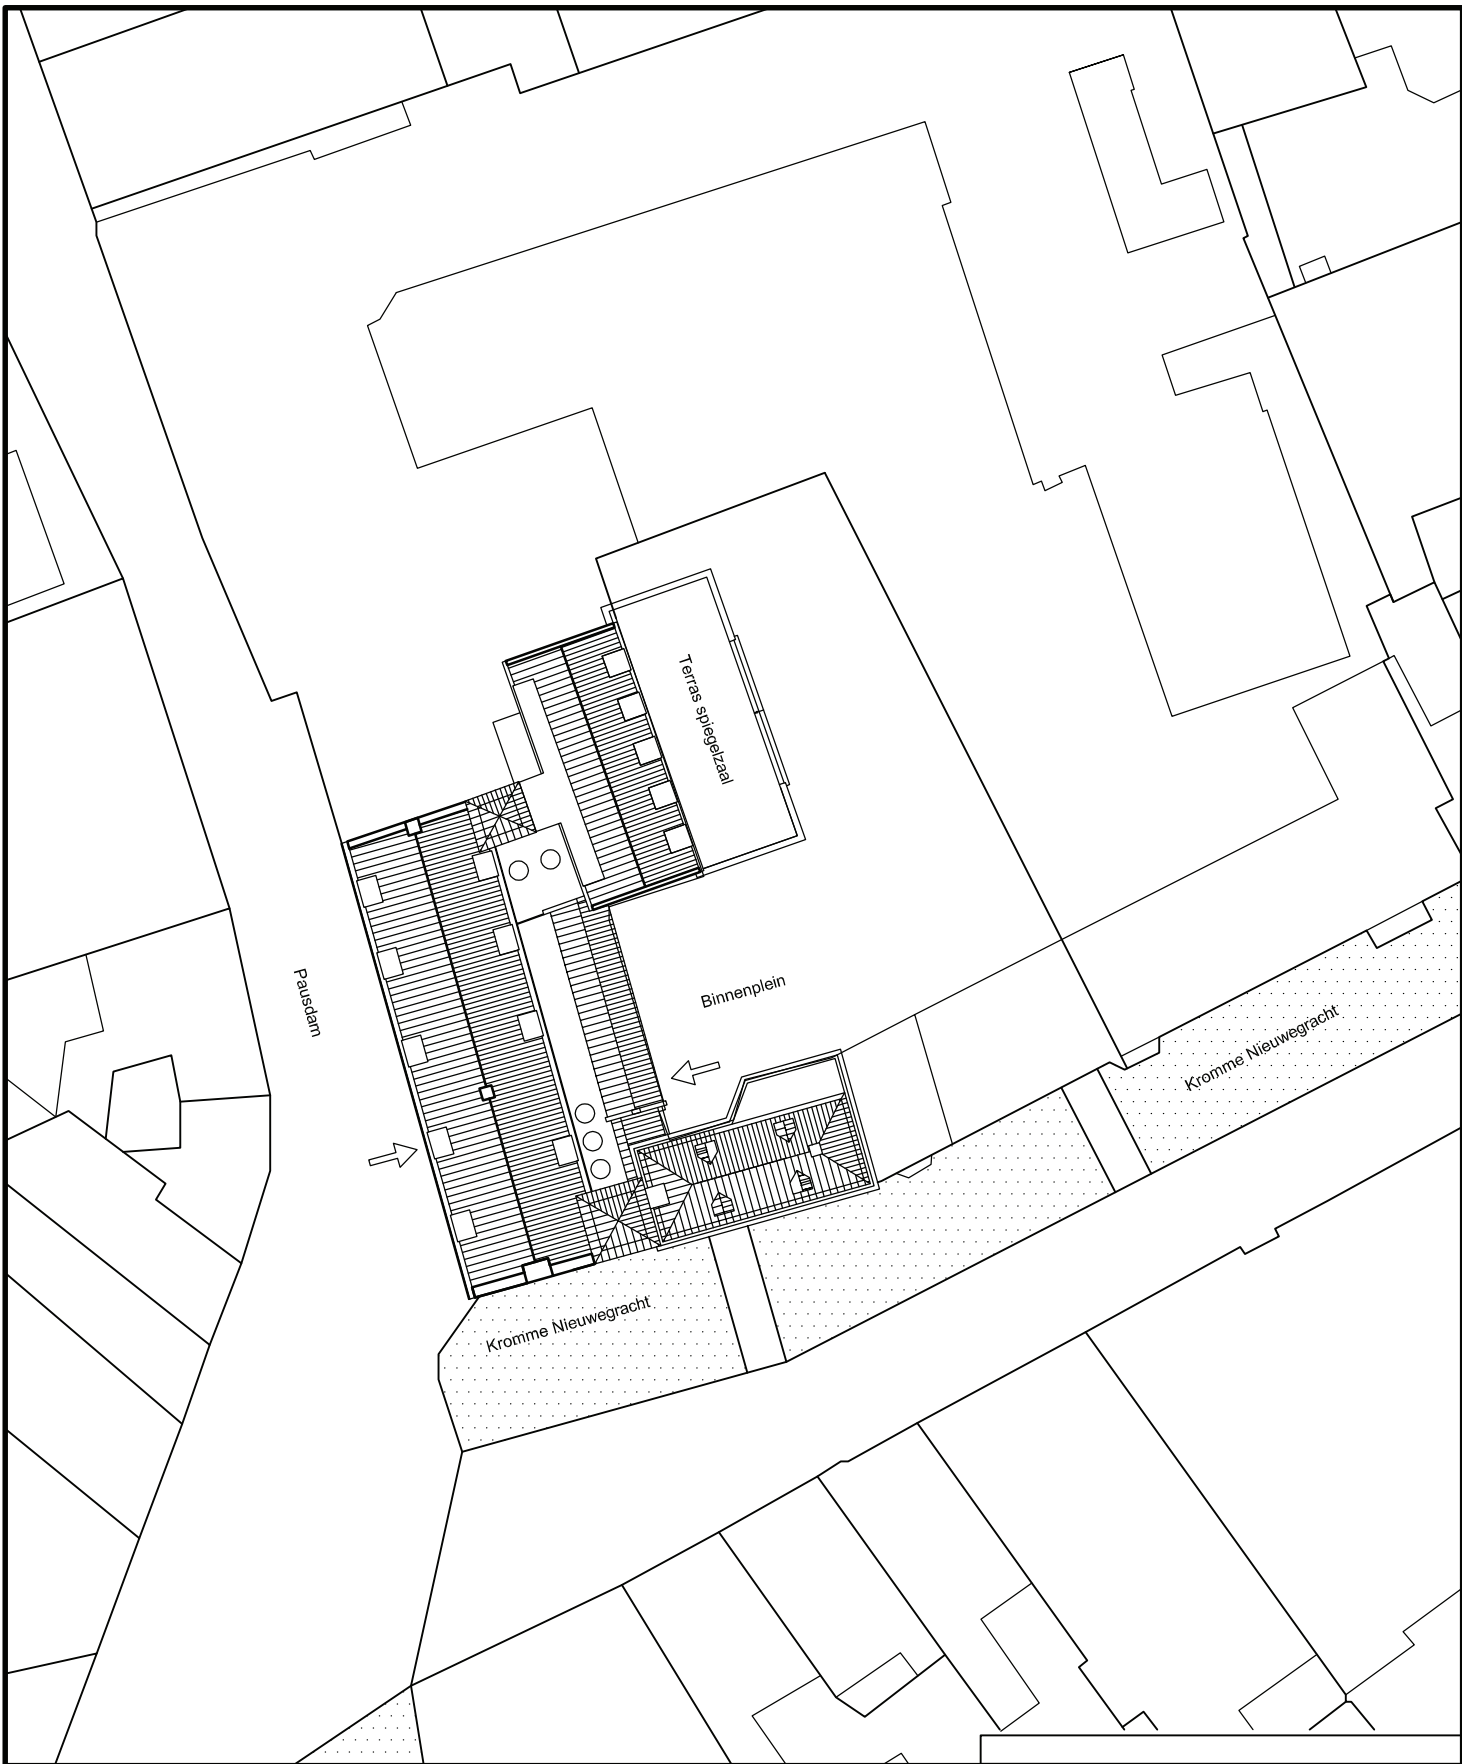 Terras spiegelzaal
Pausdam
Binnenplein
Kromme Nieuwegracht
Kromme Nieuwegracht